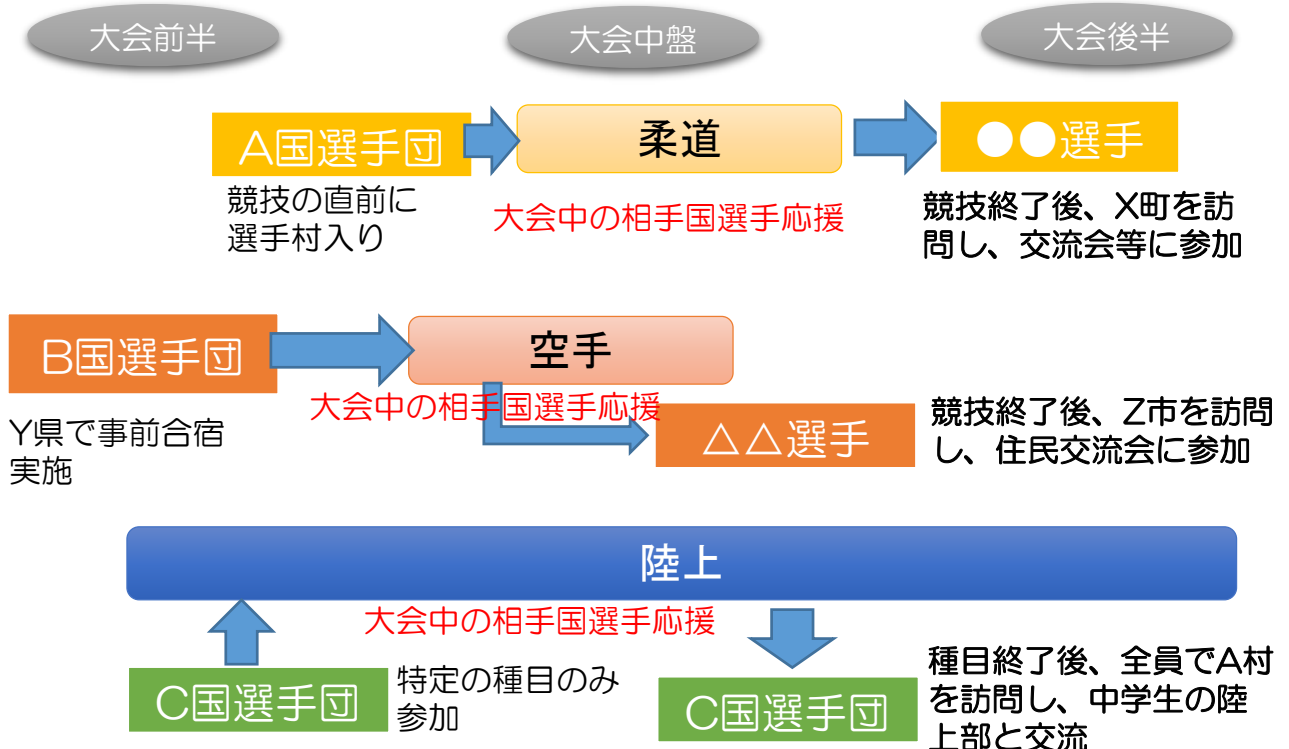 大会前半
大会中盤
大会後半
A国選手団
柔道
●●選手
競技の直前に
選手村入り
大会中の相手国選手応援
競技終了後、X町を訪
問し、交流会等に参加
B国選手団
空手
大会中の相手国選手応援
Y県で事前合宿
実施
△△選手
競技終了後、Z市を訪問
し、住民交流会に参加
陸上
大会中の相手国選手応援
C国選手団
特定の種目のみ
参加
C国選手団
種目終了後、全員でA村
を訪問し、中学生の陸
上部と交流